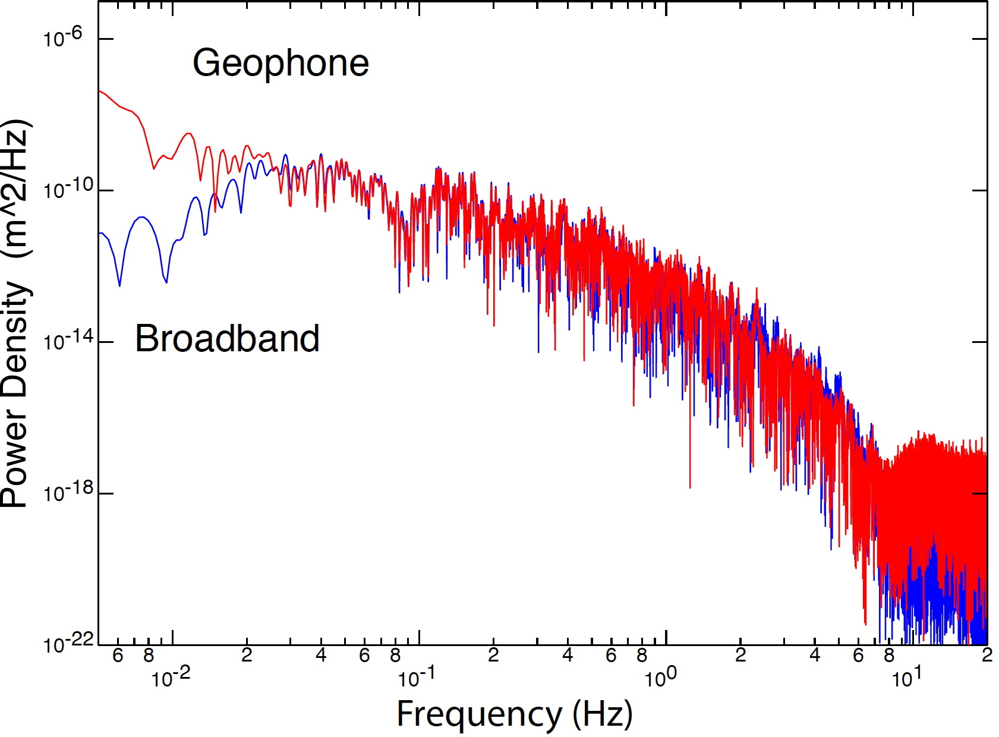 10-6
Geophone
10-10
Broadband
10-14
10-18
10-22
Power Density (m^2/Hz)
6 8 2 4 6 8 2 4 6 8 2 4 6 8 2
10-2 10-1 100 101
Frequency (Hz)